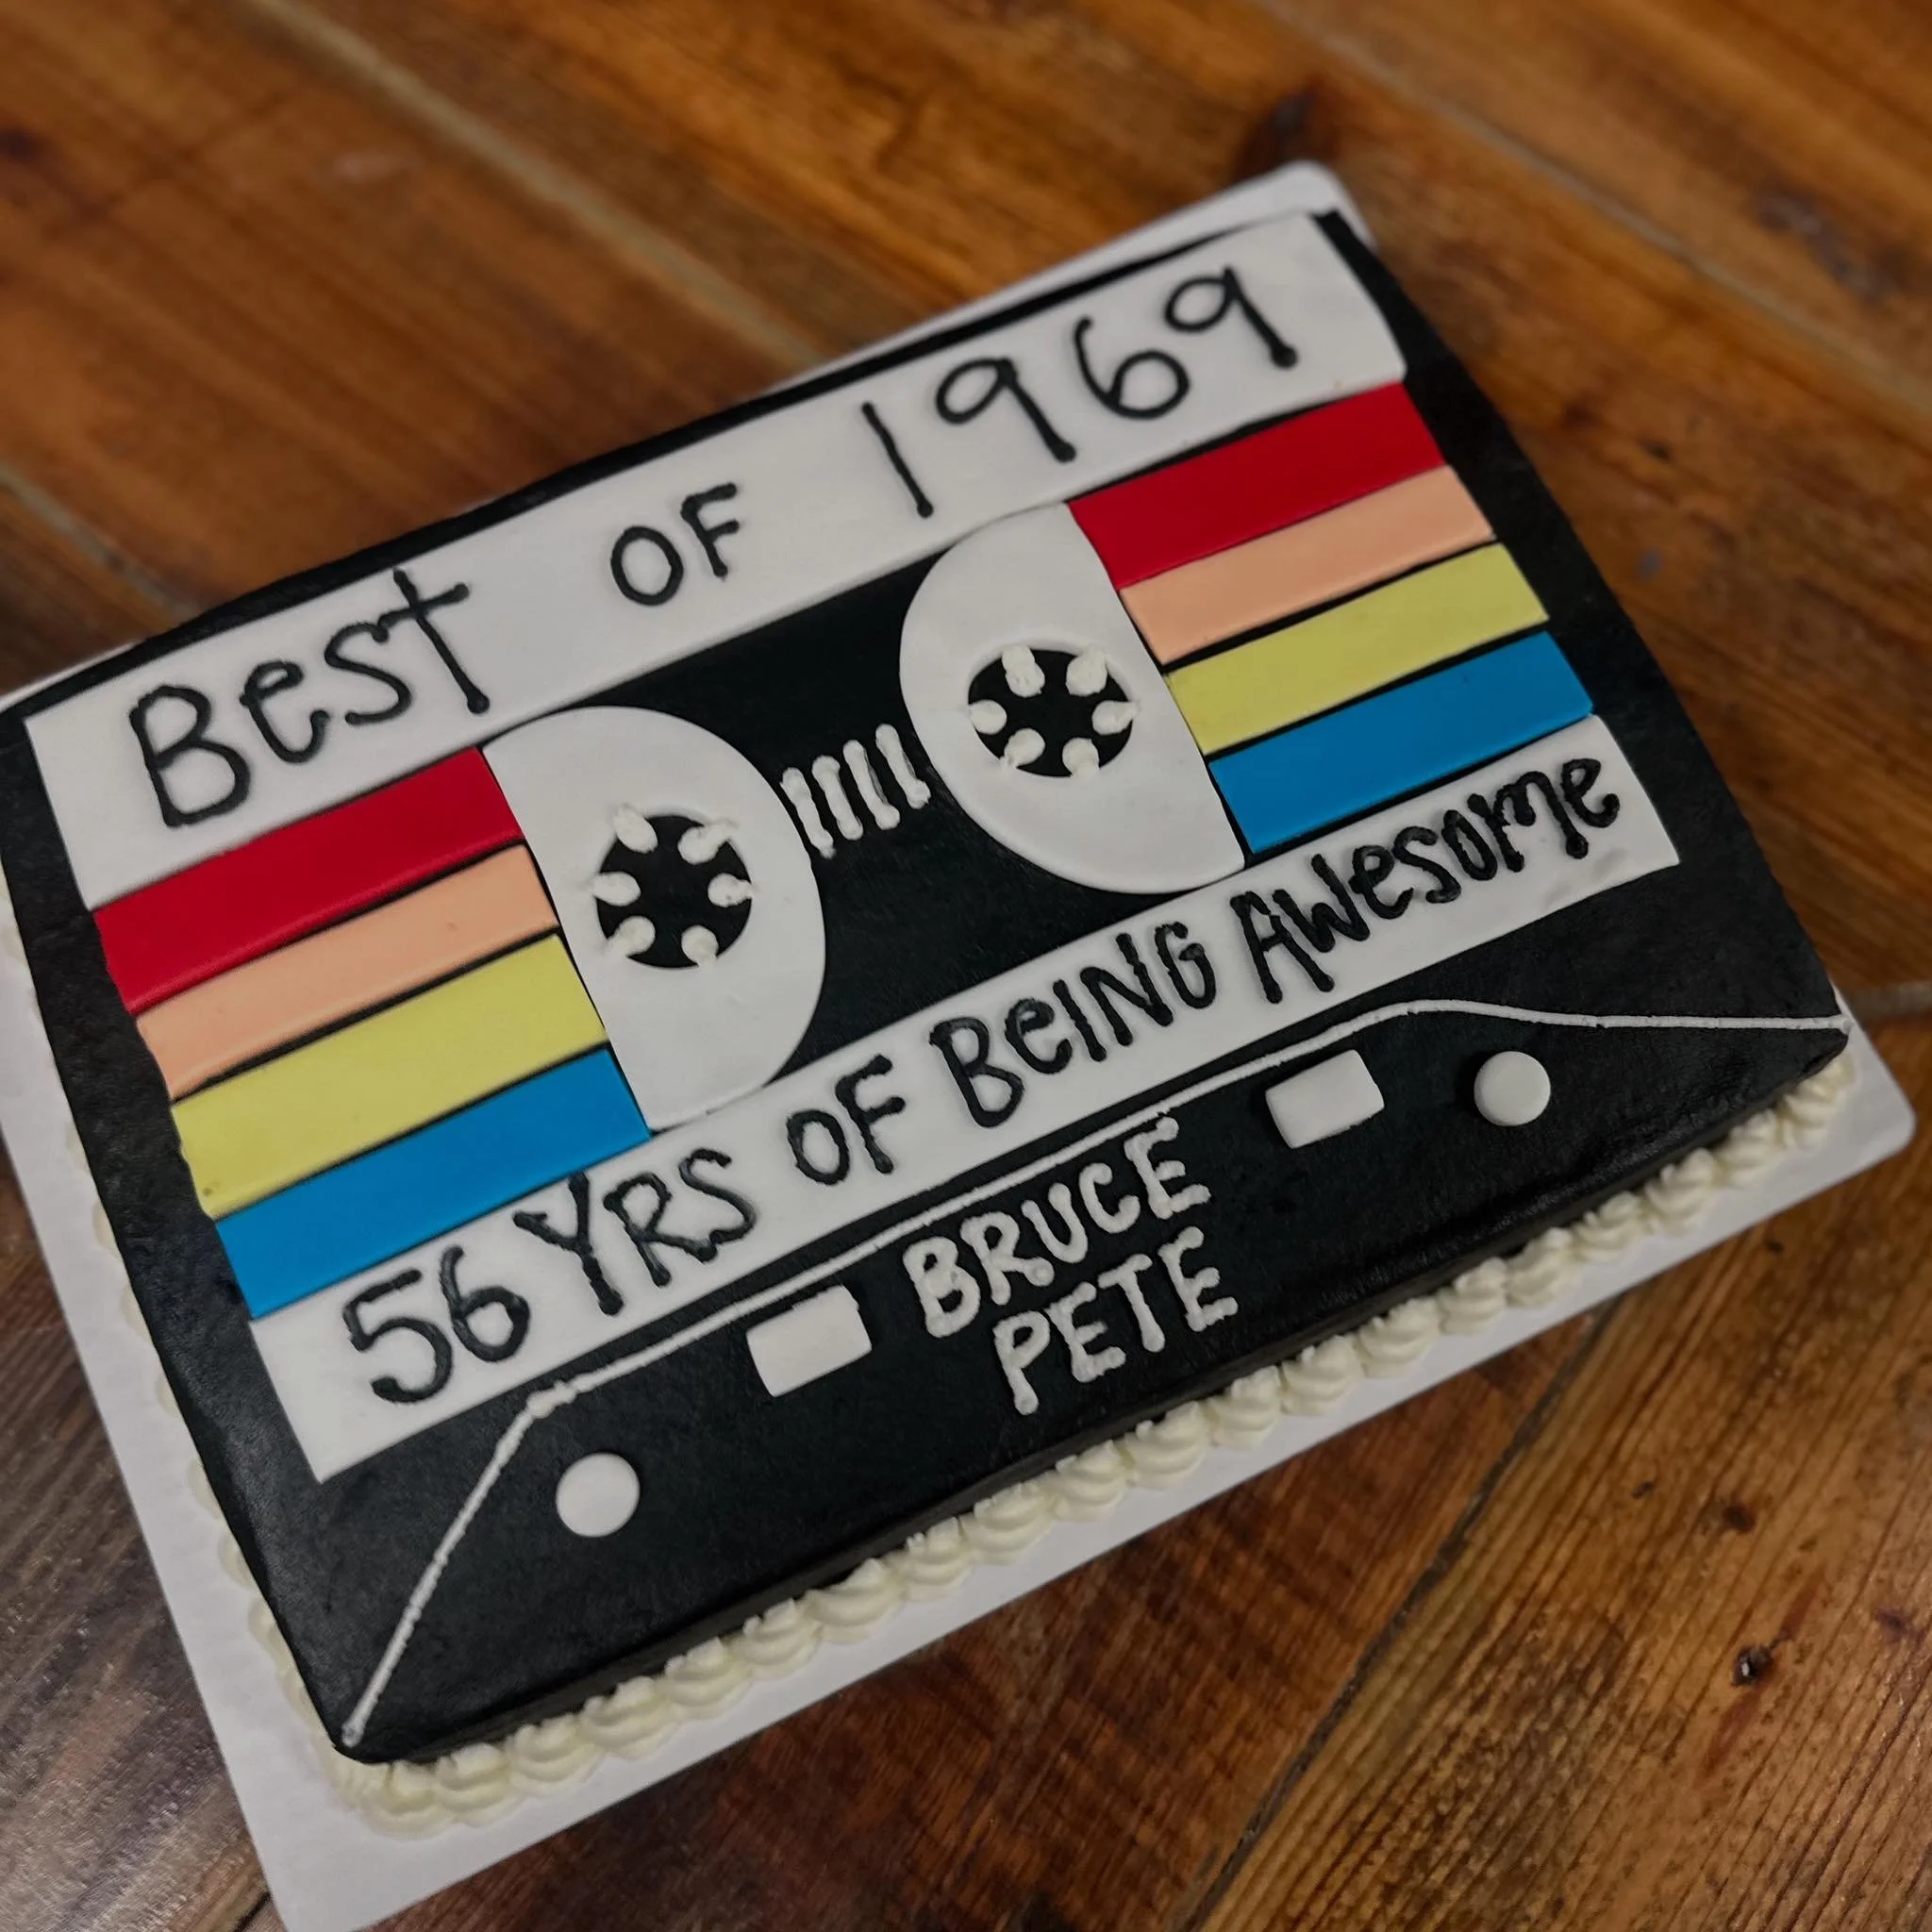 Best OF 1969
56 YRS OF BeING AWesome
BRUCE
PETE